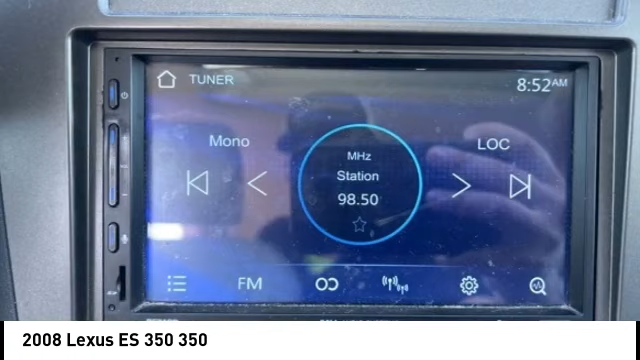 TUNER
8:52AM
Mono
LOC
MHz
Station
98.50
FM
2008 Lexus ES 350 350